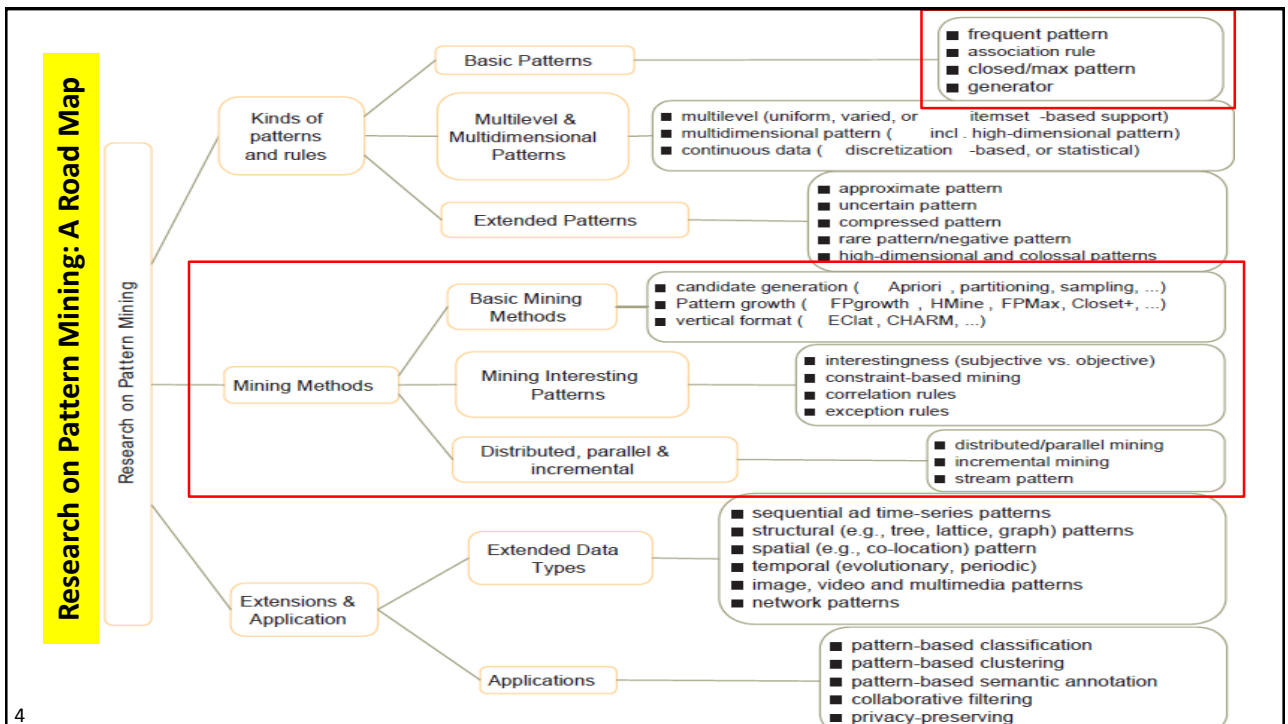 Research on Pattern Mining: A Road Map
Research on Pattern Mining
Kinds of
patterns
and rules
Basic Patterns
■ frequent pattern
■ association rule
■ closed/max pattern
■ generator
Multilevel &
Multidimensional
Patterns
■ multilevel (uniform, varied, or itemset -based support)
■ multidimensional pattern ( incl . high-dimensional pattern)
■ continuous data ( discretization -based, or statistical)
Extended Patterns
■ approximate pattern
■ uncertain pattern
■ compressed pattern
■ rare pattern/negative pattern
■ high-dimensional and colossal patterns
Mining Methods
Basic Mining
Methods
■ candidate generation ( Apriori , partitioning, sampling, ...)
■ Pattern growth ( FPgrowth , HMine , FPMax, Closet+, ...)
■ vertical format ( EClat , CHARM, ...)
Mining Interesting
Patterns
■ interestingness (subjective vs. objective)
■ constraint-based mining
■ correlation rules
■ exception rules
Distributed, parallel &
incremental
■ distributed/parallel mining
■ incremental mining
■ stream pattern
Extensions &
Application
Extended Data
Types
■ sequential ad time-series patterns
■ structural (e.g., tree, lattice, graph) patterns
■ spatial (e.g., co-location) pattern
■ temporal (evolutionary, periodic)
■ image, video and multimedia patterns
■ network patterns
Applications
■ pattern-based classification
■ pattern-based clustering
■ pattern-based semantic annotation
■ collaborative filtering
■ privacy-preserving
4